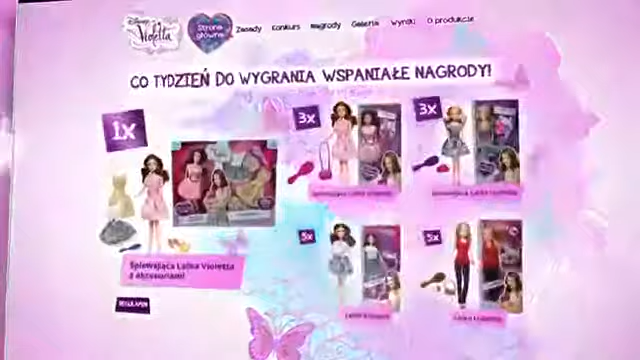 Disney
Violetta
Strona główna
Zasady Konkurs Nagrody Galeria Wyniki O produkcie
CO TYDZIEŃ DO WYGRANIA WSPANIAŁE NAGRODY!
1x
3x
3x
Śpiewająca Lalka Violetta
z akcesoriami
5x
5x
REGULAMIN